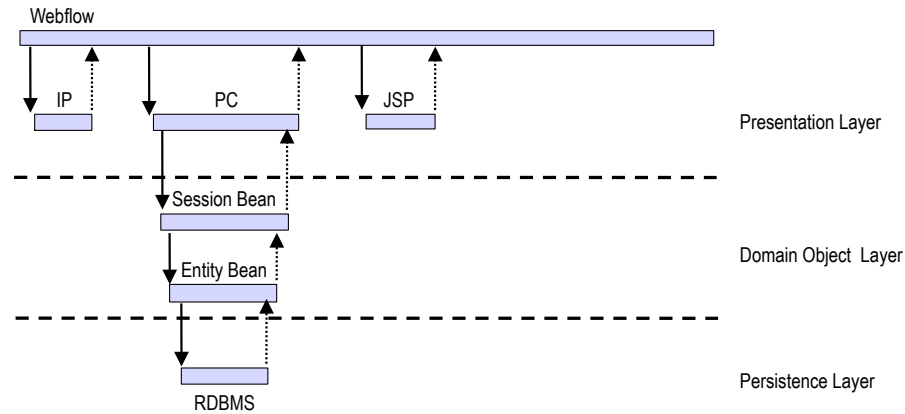 Webflow
IP
PC
JSP
Presentation Layer
Session Bean
Domain Object Layer
Entity Bean
Persistence Layer
RDBMS